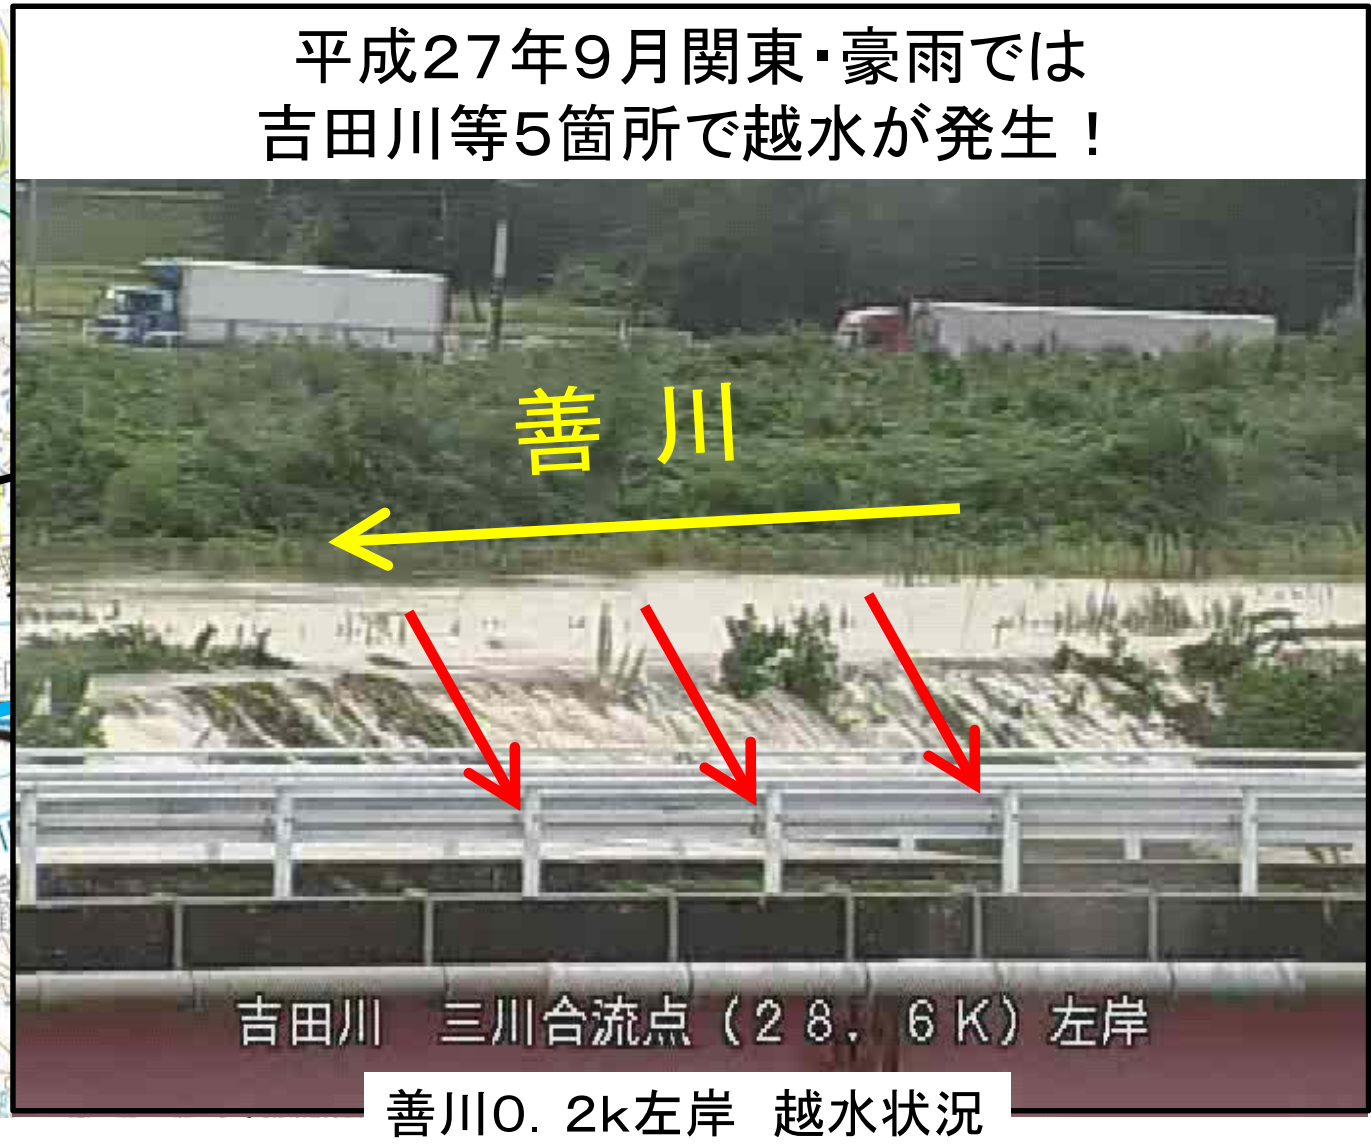 平成27年9月関東・豪雨では
吉田川等5箇所で越水が発生！
善 川
吉田川　三川合流点（２８．６Ｋ）左岸
善川0．2k左岸　越水状況